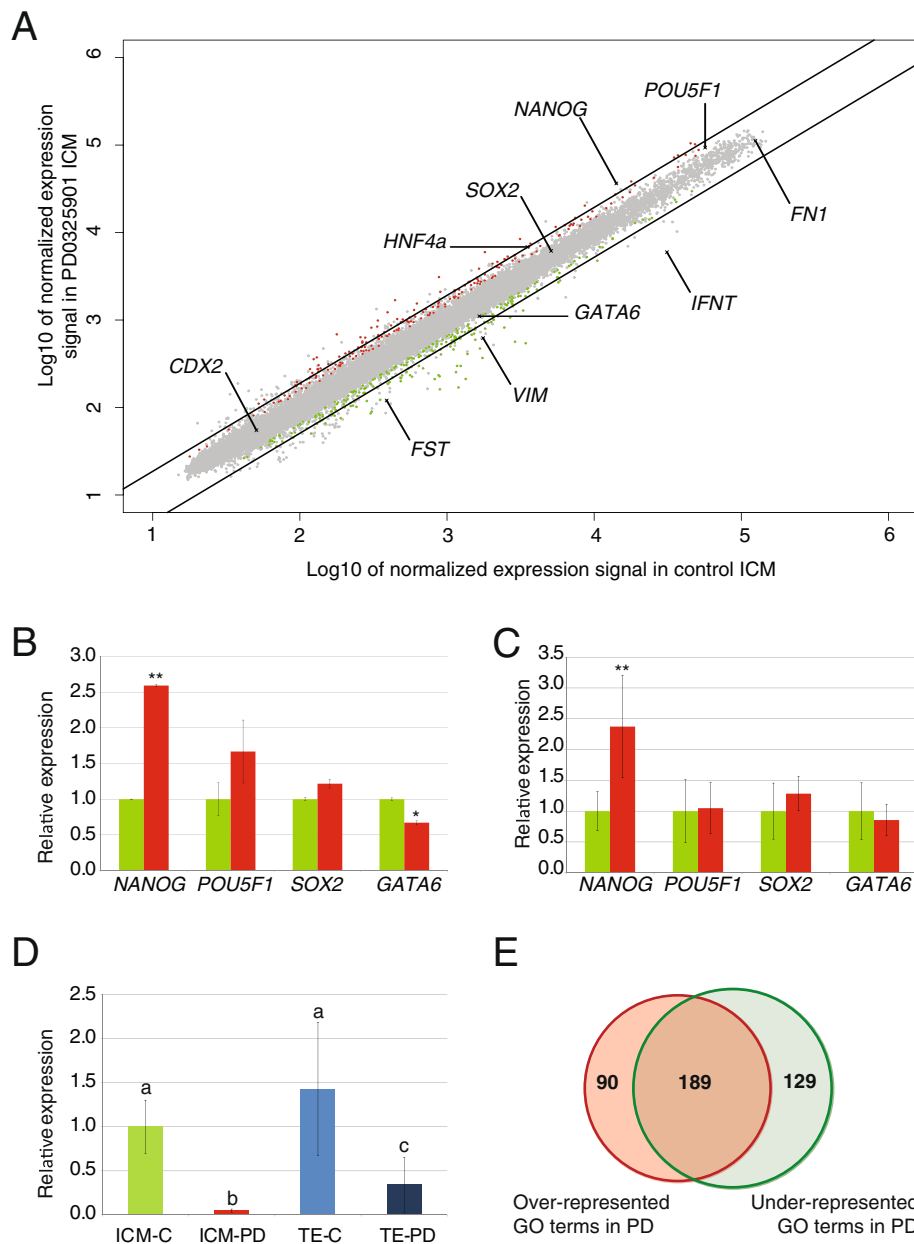 A
Log10 of normalized expression
signal in PD0325901 ICM
6
5
4
3
2
1
NANOG
POU5F1
SOX2
HNF4a
FN1
IFNT
GATA6
CDX2
VIM
FST
1 2 3 4 5 6
Log10 of normalized expression signal in control ICM
B
Relative expression
3.0
2.5
2.0
1.5
1.0
0.5
0.0
**
*
NANOG POU5F1 SOX2 GATA6
C
Relative expression
3.5
3.0
2.5
2.0
1.5
1.0
0.5
0.0
**
NANOG POU5F1 SOX2 GATA6
D
Relative expression
2.5
2.0
1.5
1.0
0.5
0.0
a
b
a
c
ICM-C ICM-PD TE-C TE-PD
E
90 189 129
Over-represented
GO terms in PD
Under-represented
GO terms in PD